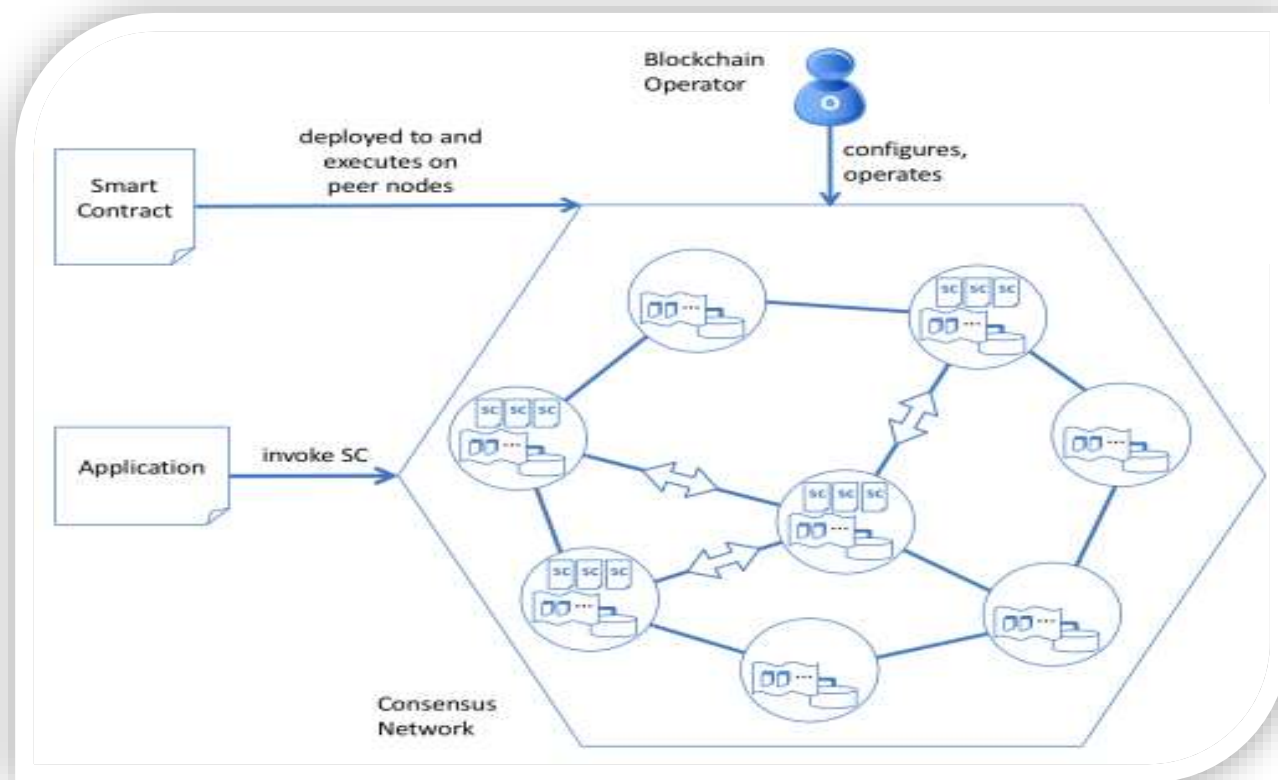 Blockchain
Operator
deployed to and
executes on
peer nodes
configures,
operates
Smart
Contract
SC SC SC
...
...
SC SC SC
...
...
Application
invoke SC
SC SC SC
...
SC SC SC
...
...
...
Consensus
Network